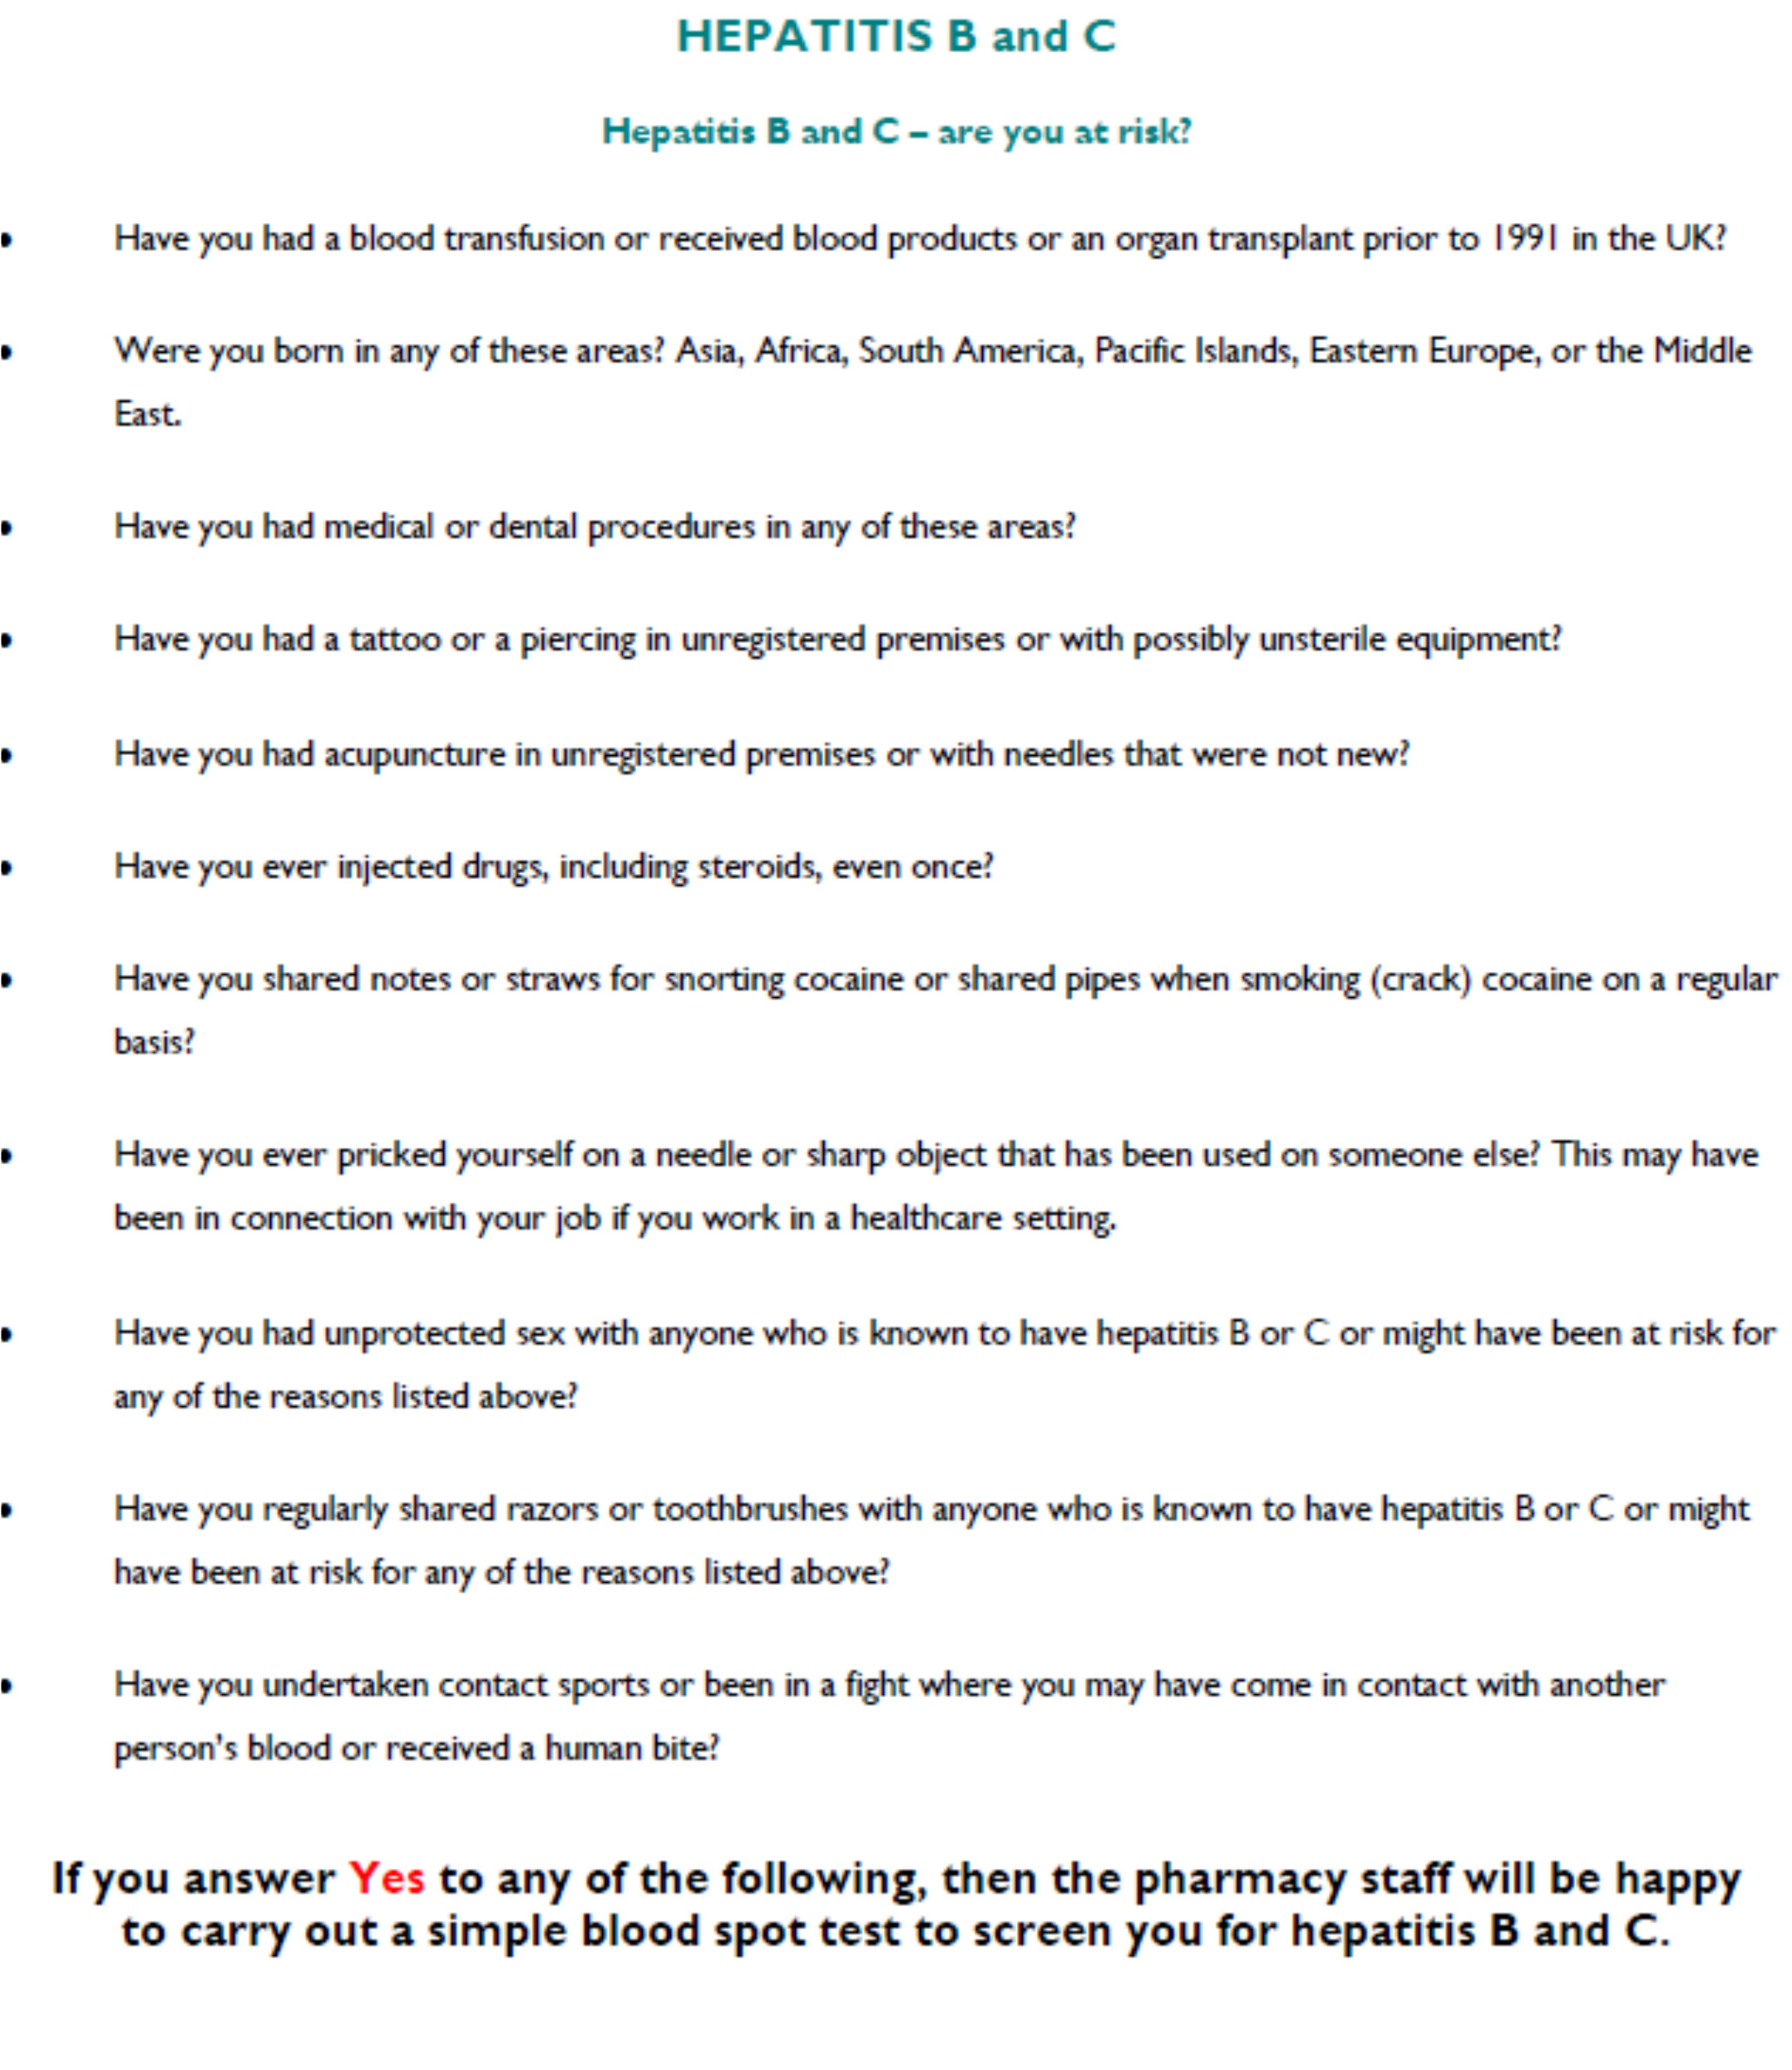 HEPATITIS B and C
Hepatitis B and C – are you at risk?
• Have you had a blood transfusion or received blood products or an organ transplant prior to 1991 in the UK?
• Were you born in any of these areas? Asia, Africa, South America, Pacific Islands, Eastern Europe, or the Middle
East.
• Have you had medical or dental procedures in any of these areas?
• Have you had a tattoo or a piercing in unregistered premises or with possibly unsterile equipment?
• Have you had acupuncture in unregistered premises or with needles that were not new?
• Have you ever injected drugs, including steroids, even once?
• Have you shared notes or straws for snorting cocaine or shared pipes when smoking (crack) cocaine on a regular
basis?
• Have you ever pricked yourself on a needle or sharp object that has been used on someone else? This may have
been in connection with your job if you work in a healthcare setting.
• Have you had unprotected sex with anyone who is known to have hepatitis B or C or might have been at risk for
any of the reasons listed above?
• Have you regularly shared razors or toothbrushes with anyone who is known to have hepatitis B or C or might
have been at risk for any of the reasons listed above?
• Have you undertaken contact sports or been in a fight where you may have come in contact with another
person's blood or received a human bite?
If you answer Yes to any of the following, then the pharmacy staff will be happy
to carry out a simple blood spot test to screen you for hepatitis B and C.